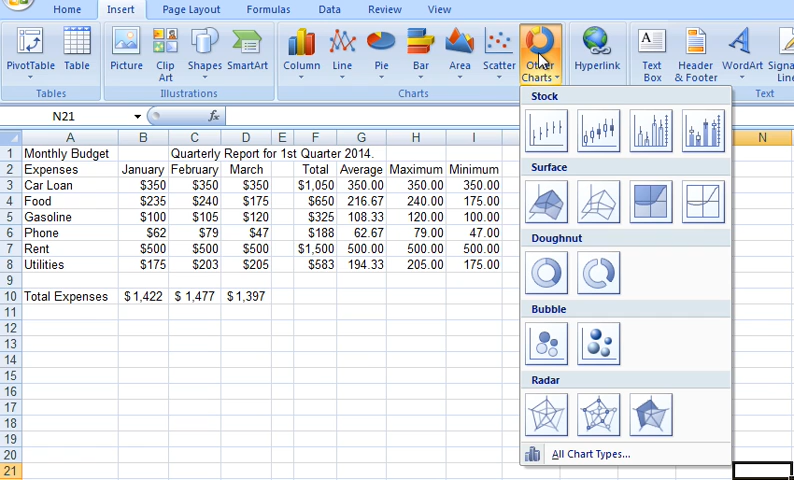 Home Insert Page Layout Formulas Data Review View
PivotTable Table Picture Clip Art Shapes SmartArt Column Line Pie Bar Area Scatter Other Charts Hyperlink Text Box Header & Footer WordArt
Tables Illustrations Charts Links Text
N21 fx
Stock
A B C D E F G H I N
1 Monthly Budget Quarterly Report for 1st Quarter 2014.
2 Expenses January February March Total Average Maximum Minimum
3 Car Loan $350 $350 $350 $1,050 350.00 350.00 350.00
4 Food $235 $240 $175 $650 216.67 240.00 175.00
5 Gasoline $100 $105 $120 $325 108.33 120.00 100.00
6 Phone $62 $79 $47 $188 62.67 79.00 47.00
7 Rent $500 $500 $500 $1,500 500.00 500.00 500.00
8 Utilities $175 $203 $205 $583 194.33 205.00 175.00
9
10 Total Expenses $ 1,422 $ 1,477 $ 1,397
11
12
13
14
15
16
17
18
19
20
21
Surface
Doughnut
Bubble
Radar
All Chart Types...